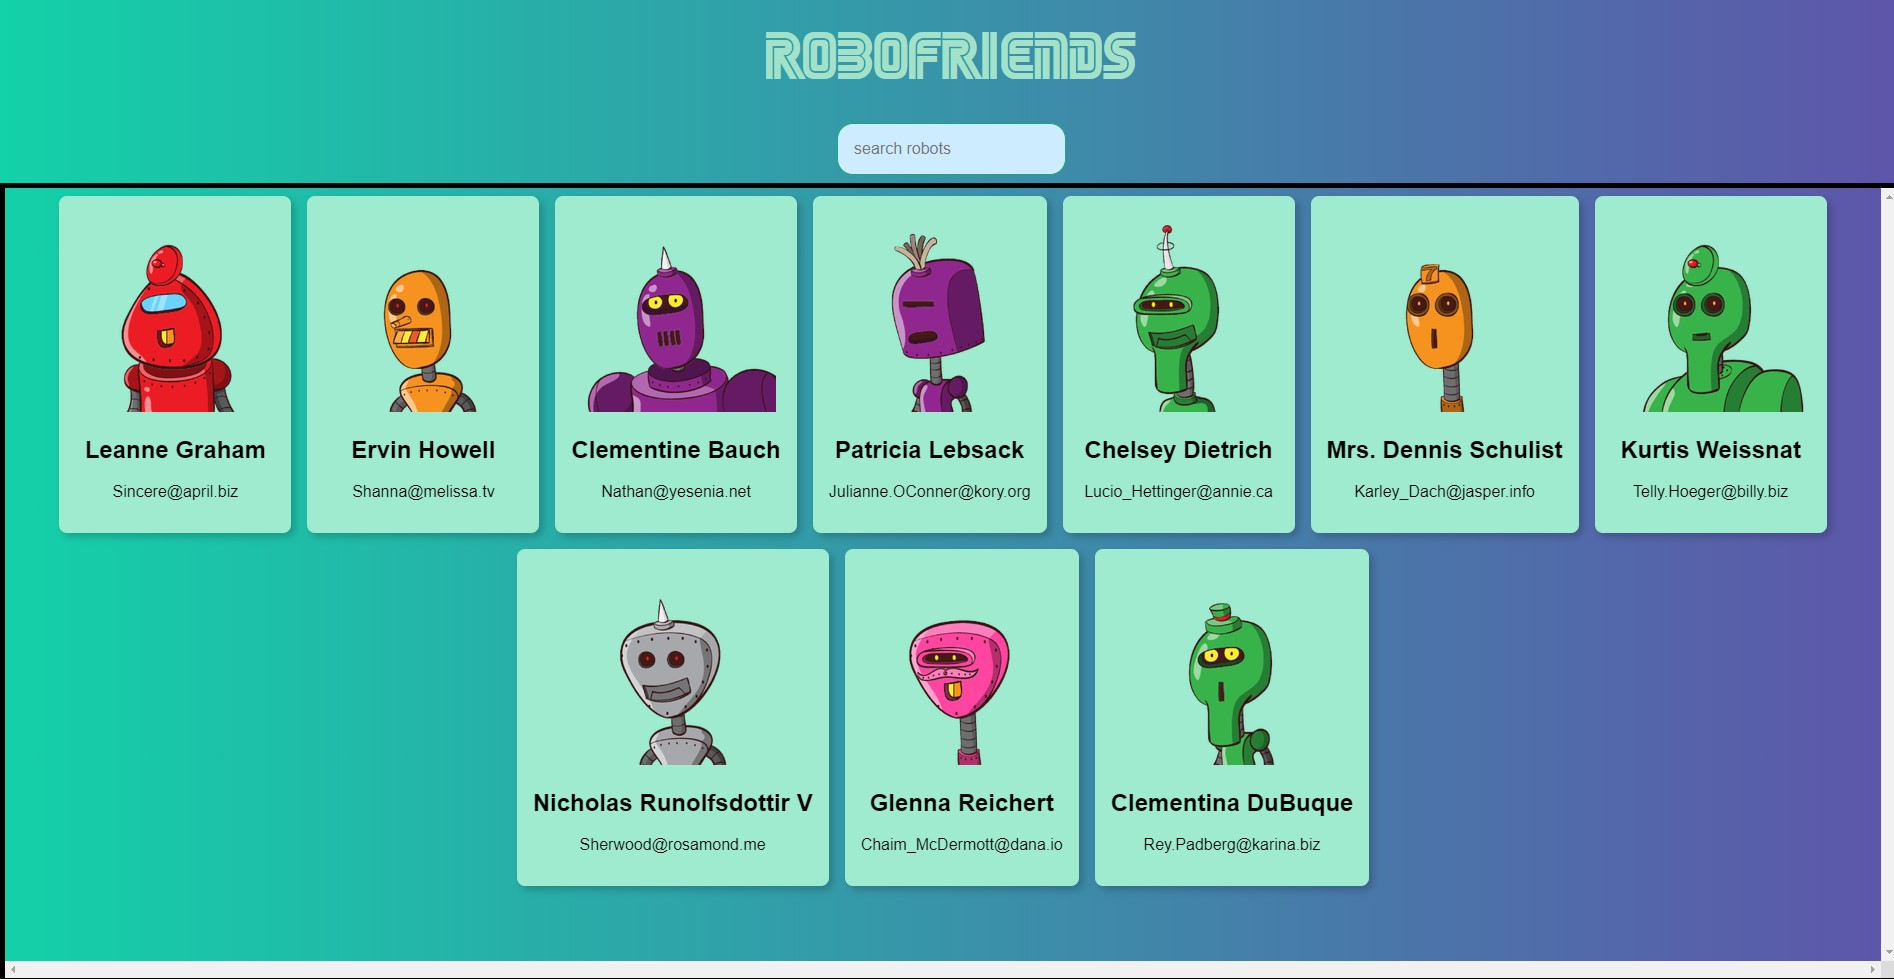 ROBOFRIENDS
search robots
7
Leanne Graham
Sincere@april.biz
Ervin Howell
Shanna@melissa.tv
Clementine Bauch
Nathan@yesenia.net
Patricia Lebsack
Julianne.OConner@kory.org
Chelsey Dietrich
Lucio_Hettinger@annie.ca
Mrs. Dennis Schulist
Karley_Dach@jasper.info
Kurtis Weissnat
Telly.Hoeger@billy.biz
Nicholas Runolfsdottir V
Sherwood@rosamond.me
Glenna Reichert
Chaim_McDermott@dana.io
Clementina DuBuque
Rey.Padberg@karina.biz